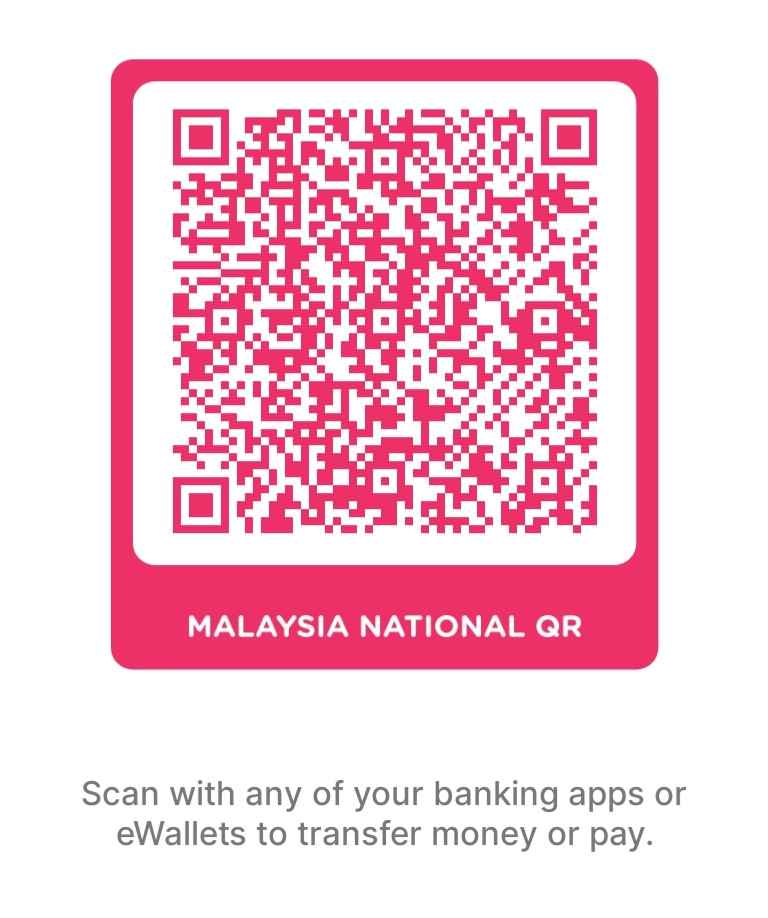 MALAYSIA NATIONAL QR
Scan with any of your banking apps or
eWallets to transfer money or pay.